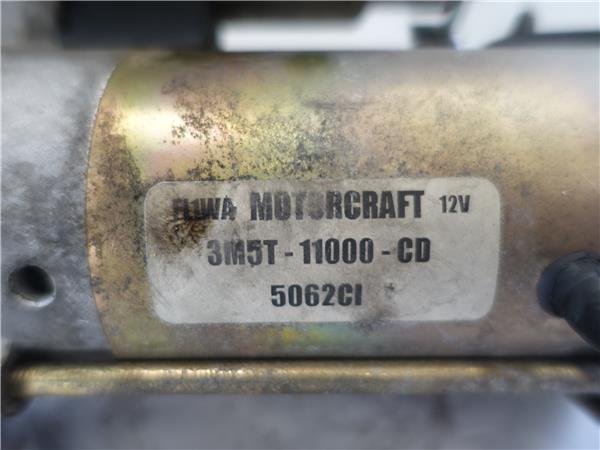 MOTORCRAFT 12V
3M5T - 11000 - CD
5062CI